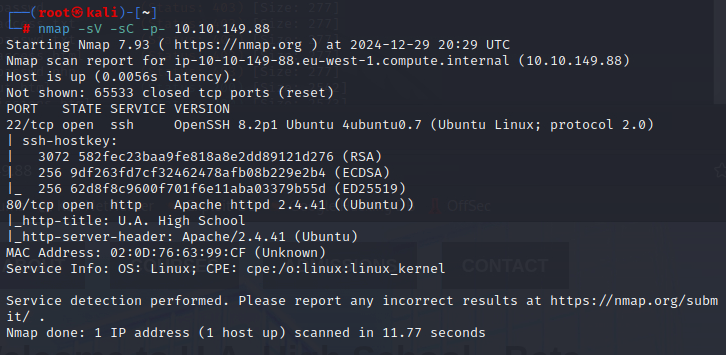 [Size: 277]
┌──(root㉿kali)-[~]
└─# nmap -sV -sC -p- 10.10.149.88
Starting Nmap 7.93 ( https://nmap.org ) at 2024-12-29 20:29 UTC
Nmap scan report for ip-10-10-149-88.eu-west-1.compute.internal (10.10.149.88)
Host is up (0.0056s latency).
Not shown: 65533 closed tcp ports (reset)
PORT   STATE SERVICE VERSION
22/tcp open  ssh     OpenSSH 8.2p1 Ubuntu 4ubuntu0.7 (Ubuntu Linux; protocol 2.0)
| ssh-hostkey:
|   3072 582fec23baa9fe818a8e2dd89121d276 (RSA)
|   256 9df263fd7cf32462478afb08b229e2b4 (ECDSA)
|_  256 62d8f8c9600f701f6e11aba03379b55d (ED25519)
80/tcp open  http    Apache httpd 2.4.41 ((Ubuntu))
|_http-title: U.A. High School
|_http-server-header: Apache/2.4.41 (Ubuntu)
MAC Address: 02:0D:76:63:99:CF (Unknown)
Service Info: OS: Linux; CPE: cpe:/o:linux:linux_kernel
OffSec
CONTACT
Service detection performed. Please report any incorrect results at https://nmap.org/subm
it/ .
Nmap done: 1 IP address (1 host up) scanned in 11.77 seconds